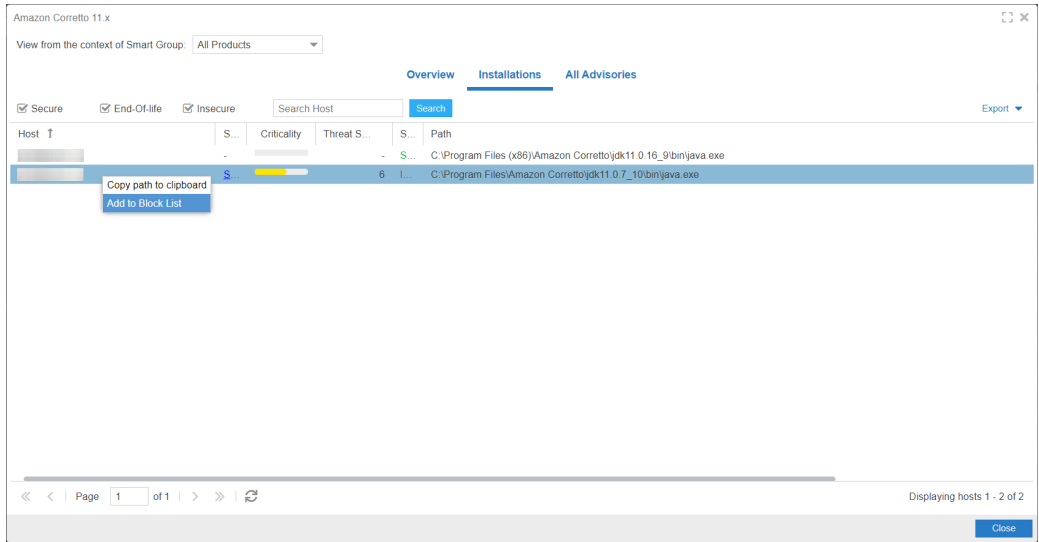 Amazon Corretto 11.x
View from the context of Smart Group: All Products
Overview Installations All Advisories
Secure End-Of-life Insecure Search Host Search Export
Host S... Criticality Threat S... S... Path
- - S... C:\Program Files (x86)\Amazon Corretto\jdk11.0.16_9\bin\java.exe
S... 6 I... C:\Program Files\Amazon Corretto\jdk11.0.7_10\bin\java.exe
Copy path to clipboard
Add to Block List
Page 1 of 1 Displaying hosts 1 - 2 of 2
Close